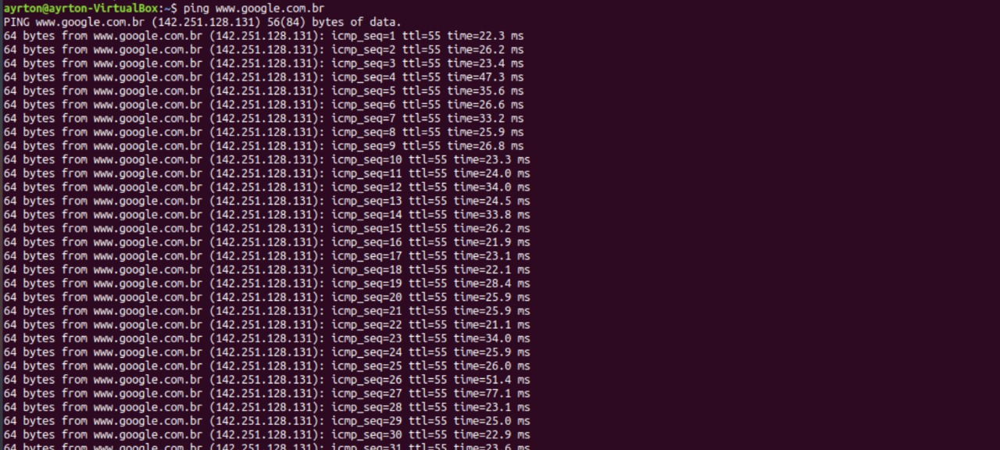 ayrton@ayrton-VirtualBox:~$ ping www.google.com.br
PING www.google.com.br (142.251.128.131) 56(84) bytes of data.
64 bytes from www.google.com.br (142.251.128.131): icmp_seq=1 ttl=55 time=22.3 ms
64 bytes from www.google.com.br (142.251.128.131): icmp_seq=2 ttl=55 time=26.2 ms
64 bytes from www.google.com.br (142.251.128.131): icmp_seq=3 ttl=55 time=23.4 ms
64 bytes from www.google.com.br (142.251.128.131): icmp_seq=4 ttl=55 time=47.3 ms
64 bytes from www.google.com.br (142.251.128.131): icmp_seq=5 ttl=55 time=35.6 ms
64 bytes from www.google.com.br (142.251.128.131): icmp_seq=6 ttl=55 time=26.6 ms
64 bytes from www.google.com.br (142.251.128.131): icmp_seq=7 ttl=55 time=33.2 ms
64 bytes from www.google.com.br (142.251.128.131): icmp_seq=8 ttl=55 time=25.9 ms
64 bytes from www.google.com.br (142.251.128.131): icmp_seq=9 ttl=55 time=26.8 ms
64 bytes from www.google.com.br (142.251.128.131): icmp_seq=10 ttl=55 time=23.3 ms
64 bytes from www.google.com.br (142.251.128.131): icmp_seq=11 ttl=55 time=24.0 ms
64 bytes from www.google.com.br (142.251.128.131): icmp_seq=12 ttl=55 time=34.0 ms
64 bytes from www.google.com.br (142.251.128.131): icmp_seq=13 ttl=55 time=24.5 ms
64 bytes from www.google.com.br (142.251.128.131): icmp_seq=14 ttl=55 time=33.8 ms
64 bytes from www.google.com.br (142.251.128.131): icmp_seq=15 ttl=55 time=26.2 ms
64 bytes from www.google.com.br (142.251.128.131): icmp_seq=16 ttl=55 time=21.9 ms
64 bytes from www.google.com.br (142.251.128.131): icmp_seq=17 ttl=55 time=23.1 ms
64 bytes from www.google.com.br (142.251.128.131): icmp_seq=18 ttl=55 time=22.1 ms
64 bytes from www.google.com.br (142.251.128.131): icmp_seq=19 ttl=55 time=28.4 ms
64 bytes from www.google.com.br (142.251.128.131): icmp_seq=20 ttl=55 time=25.9 ms
64 bytes from www.google.com.br (142.251.128.131): icmp_seq=21 ttl=55 time=25.9 ms
64 bytes from www.google.com.br (142.251.128.131): icmp_seq=22 ttl=55 time=21.1 ms
64 bytes from www.google.com.br (142.251.128.131): icmp_seq=23 ttl=55 time=34.0 ms
64 bytes from www.google.com.br (142.251.128.131): icmp_seq=24 ttl=55 time=25.9 ms
64 bytes from www.google.com.br (142.251.128.131): icmp_seq=25 ttl=55 time=26.0 ms
64 bytes from www.google.com.br (142.251.128.131): icmp_seq=26 ttl=55 time=51.4 ms
64 bytes from www.google.com.br (142.251.128.131): icmp_seq=27 ttl=55 time=77.1 ms
64 bytes from www.google.com.br (142.251.128.131): icmp_seq=28 ttl=55 time=23.1 ms
64 bytes from www.google.com.br (142.251.128.131): icmp_seq=29 ttl=55 time=25.0 ms
64 bytes from www.google.com.br (142.251.128.131): icmp_seq=30 ttl=55 time=22.9 ms
64 bytes from www.google.com.br (142.251.128.131): icmp_seq=31 ttl=55 time=23.6 ms